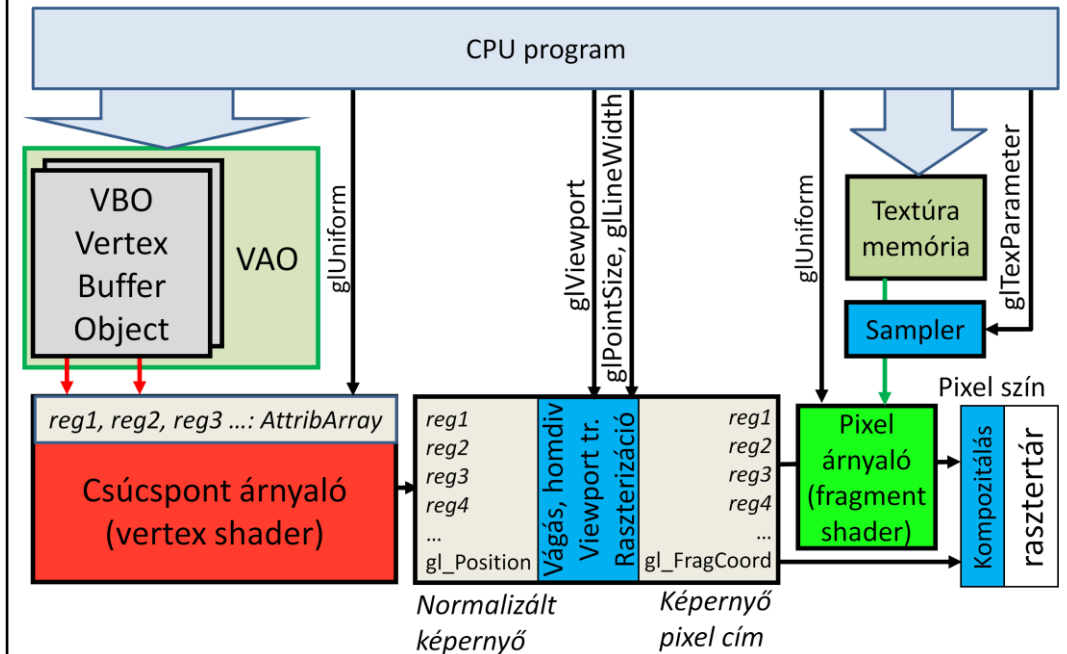 CPU program
VBO
Vertex
Buffer
Object
VAO
glUniform
glViewport
glPointSize, glLineWidth
glUniform
Textúra
memória
glTexParameter
Sampler
reg1, reg2, reg3 ...: AttribArray
Csúcspont árnyaló
(vertex shader)
reg1
reg2
reg3
reg4
...
gl_Position
Vágás, homdiv
Viewport tr.
Raszterizáció
reg1
reg2
reg3
reg4
...
gl_FragCoord
Normalizált
képernyő
Képernyő
pixel cím
Pixel
árnyaló
(fragment
shader)
Pixel szín
Kompozitálás
rasztertár